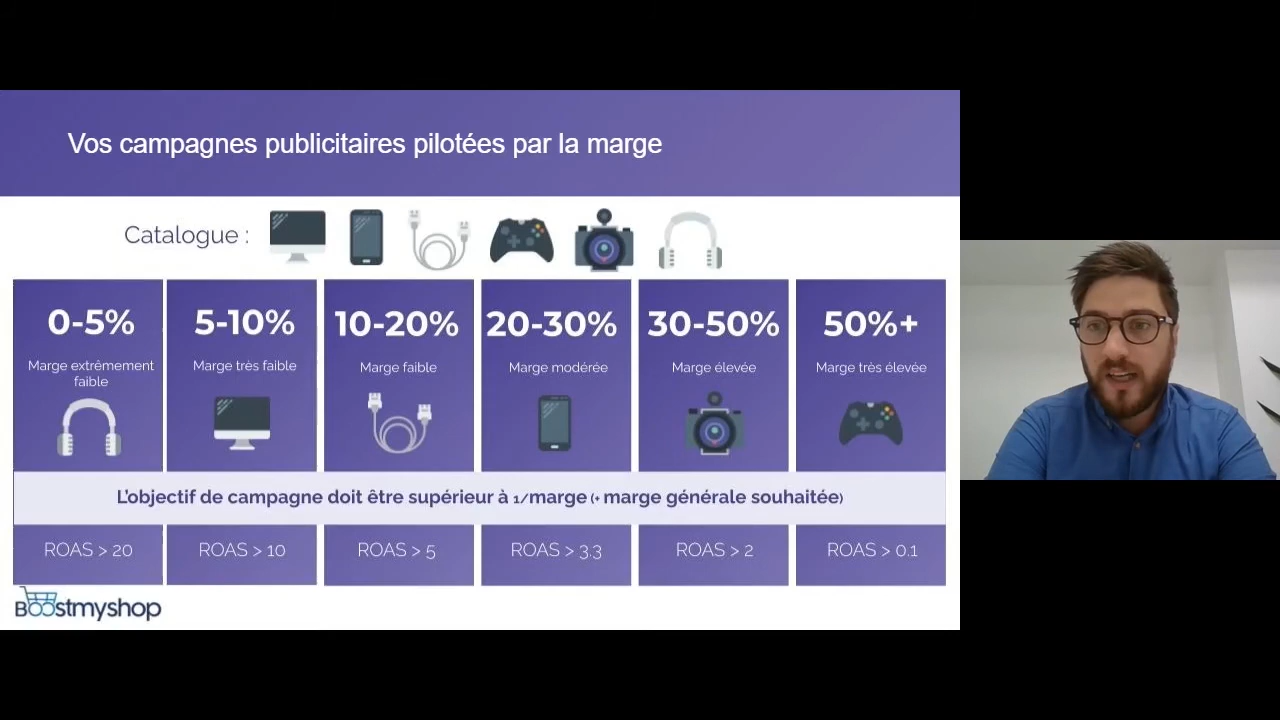 Vos campagnes publicitaires pilotées par la marge
Catalogue :
0-5%
Marge extrêmement
faible
5-10%
Marge très faible
10-20%
Marge faible
20-30%
Marge modérée
30-50%
Marge élevée
50%+
Marge très élevée
L'objectif de campagne doit être supérieur à 1/marge (+ marge générale souhaitée)
ROAS > 20
ROAS > 10
ROAS > 5
ROAS > 3.3
ROAS > 2
ROAS > 0.1
Boostmyshop